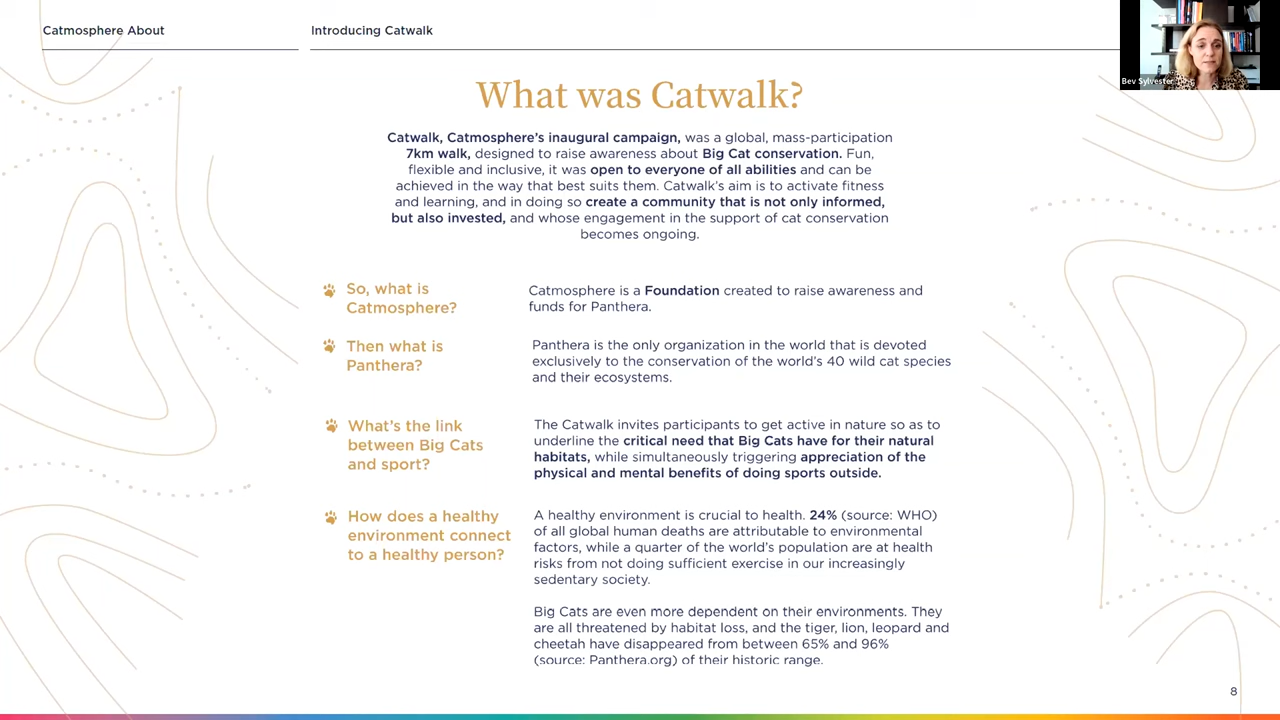 Catmosphere About
Introducing Catwalk
Bev Sylvester
What was Catwalk?
Catwalk, Catmosphere's inaugural campaign, was a global, mass-participation
7km walk, designed to raise awareness about Big Cat conservation. Fun,
flexible and inclusive, it was open to everyone of all abilities and can be
achieved in the way that best suits them. Catwalk's aim is to activate fitness
and learning, and in doing so create a community that is not only informed,
but also invested, and whose engagement in the support of cat conservation
becomes ongoing.
So, what is
Catmosphere?
Catmosphere is a Foundation created to raise awareness and
funds for Panthera.
Then what is
Panthera?
Panthera is the only organization in the world that is devoted
exclusively to the conservation of the world's 40 wild cat species
and their ecosystems.
What's the link
between Big Cats
and sport?
The Catwalk invites participants to get active in nature so as to
underline the critical need that Big Cats have for their natural
habitats, while simultaneously triggering appreciation of the
physical and mental benefits of doing sports outside.
How does a healthy
environment connect
to a healthy person?
A healthy environment is crucial to health. 24% (source: WHO)
of all global human deaths are attributable to environmental
factors, while a quarter of the world's population are at health
risks from not doing sufficient exercise in our increasingly
sedentary society.
Big Cats are even more dependent on their environments. They
are all threatened by habitat loss, and the tiger, lion, leopard and
cheetah have disappeared from between 65% and 96%
(source: Panthera.org) of their historic range.
8